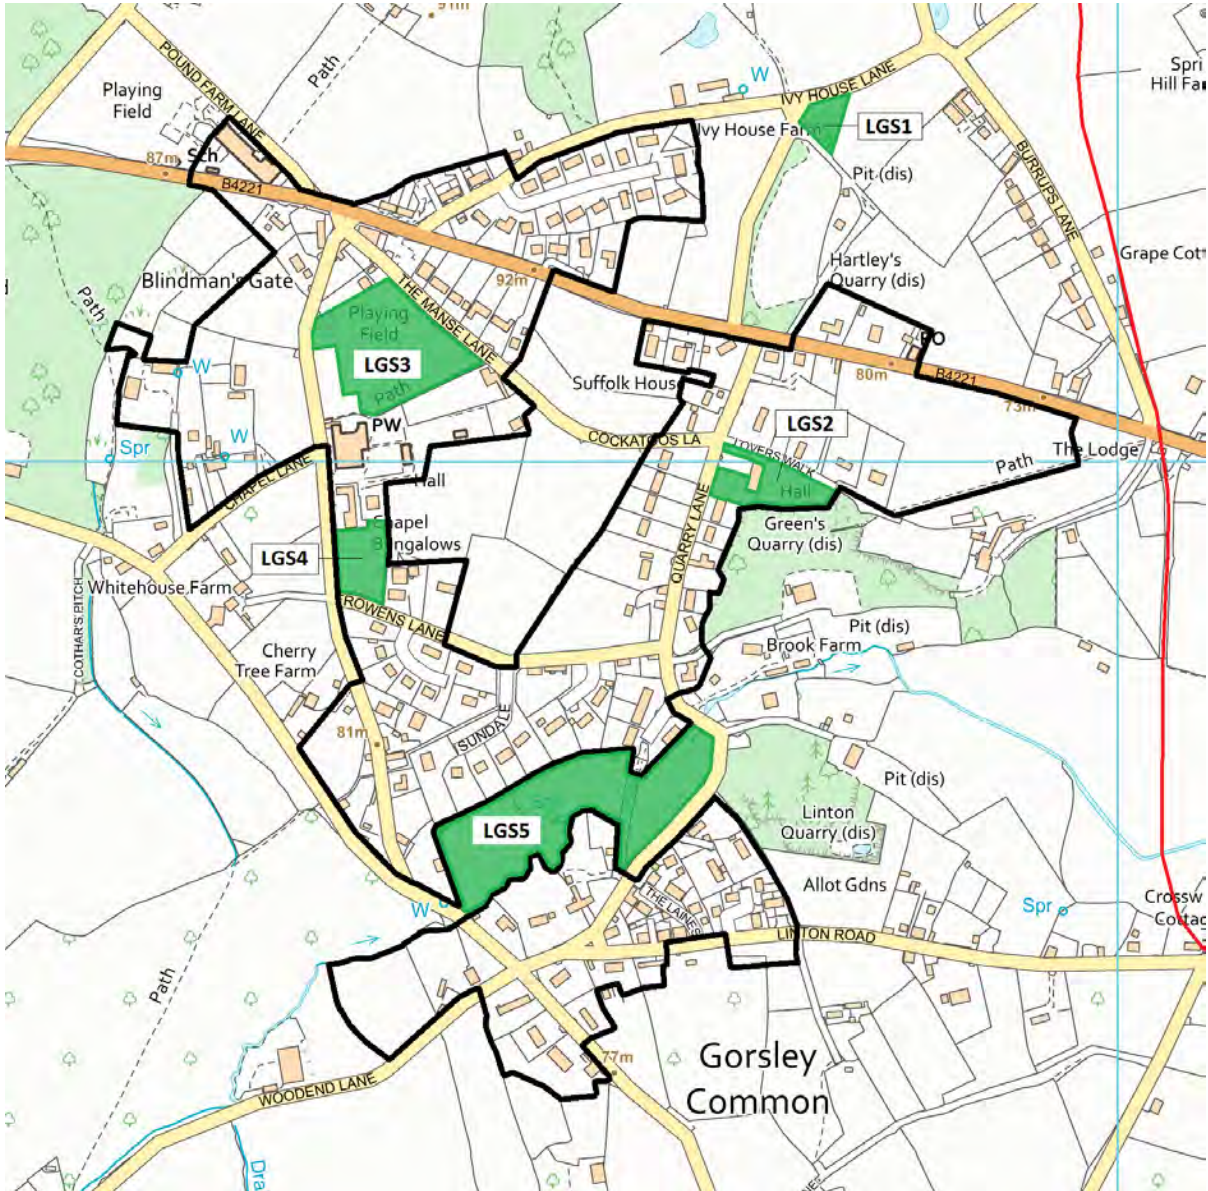 91m
POUND FARM LANE
Path
Playing
Field
W
IVY HOUSE LANE
Spri
Hill Fa
LGS1
Ivy House Farm
Sch
87m
B4221
Pit (dis)
BURRUPS LANE
Blindman's Gate
Path
THE MANSE LANE
92m
Hartley's
Quarry (dis)
Grape Cott
Playing
Field
LGS3
Path
PO
W
Suffolk House
80m
B4221
73m
PW
COCKATOOS LA
LGS2
LOVERS WALK
Spr
W
Hall
Hall
Path
The Lodge
CHAPEL LANE
QUARRY LANE
Chapel
Bungalows
Green's
Quarry (dis)
LGS4
Whitehouse Farm
COTHAR'S PITCH
ROWENS LANE
Pit (dis)
Brook Farm
Cherry
Tree Farm
81m
SUNDALE
Pit (dis)
Linton
Quarry (dis)
LGS5
Allot Gdns
THE LAINES
W
Spr
Crossw
Cottag
LINTON ROAD
Path
Gorsley
Common
77m
WOODEND LANE
Dra